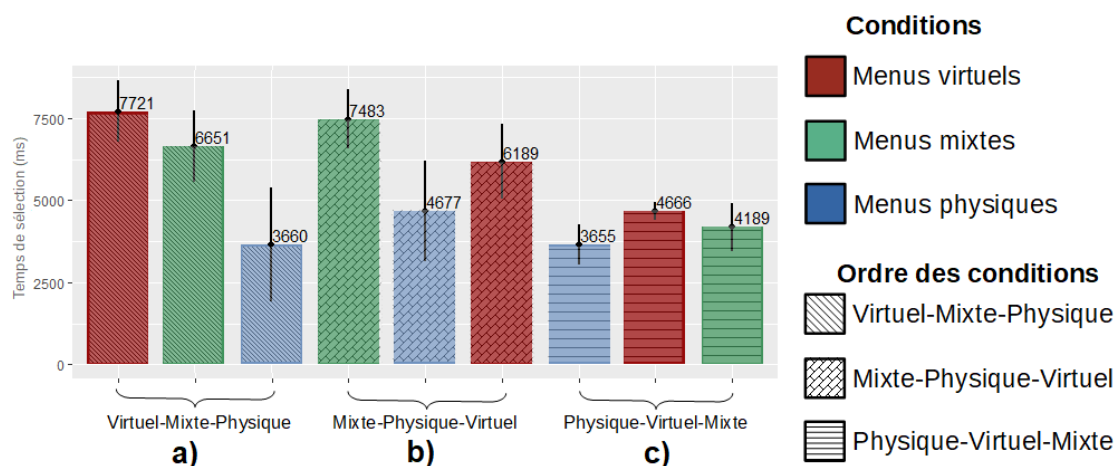 Temps de sélection (ms)
7500
5000
2500
0
7721
6651
3660
7483
4677
6189
3655
4666
4189
Virtuel-Mixte-Physique
Mixte-Physique-Virtuel
Physique-Virtuel-Mixte
a)
b)
c)
Conditions
Menus virtuels
Menus mixtes
Menus physiques
Ordre des conditions
Virtuel-Mixte-Physique
Mixte-Physique-Virtuel
Physique-Virtuel-Mixte